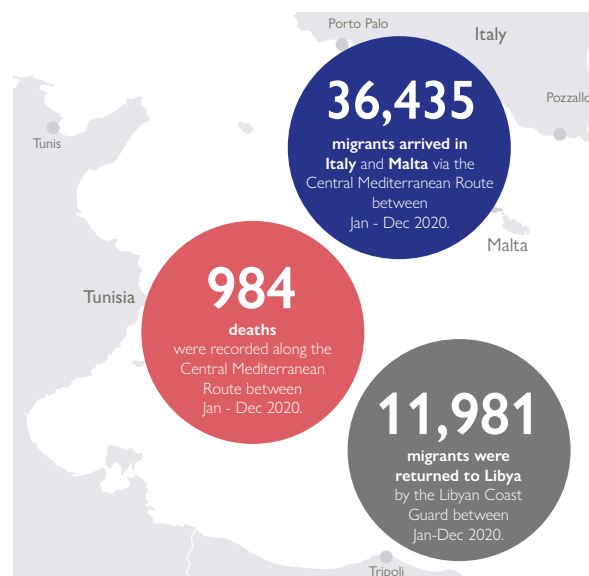 Porto Palo
Italy
36,435
migrants arrived in
Italy and Malta via the
Central Mediterranean Route
between
Jan - Dec 2020.
Pozzallo
Tunis
Malta
Tunisia
984
deaths
were recorded along the
Central Mediterranean
Route between
Jan - Dec 2020.
11,981
migrants were
returned to Libya
by the Libyan Coast
Guard between
Jan-Dec 2020.
Tripoli